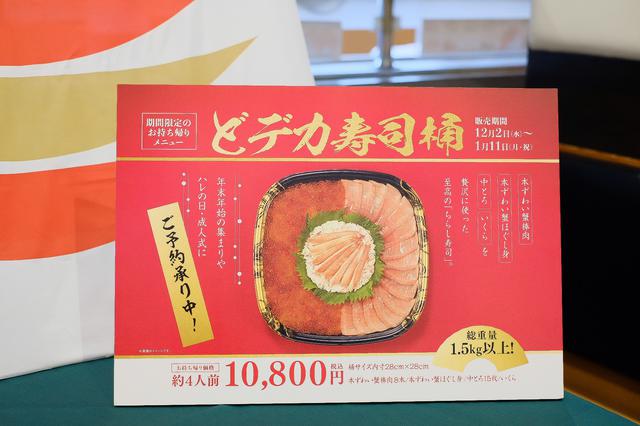 期間限定の
お持ち帰り
メニュー
どデカ寿司桶
販売期間
12月2日(水)～
1月11日(月・祝)
本ずわい蟹棒肉
本ずわい蟹ほぐし身
中とろ いくら を
贅沢に使った
至高の「ちらし寿司」。
年末年始の集まりや
ハレの日・成人式に
ご予約承り中!
総重量
1.5kg以上!
お持ち帰り価格
約4人前
10,800円
税込
桶サイズ内寸28cm×28cm
本ずわい蟹棒肉8本/本ずわい蟹ほぐし身/中とろ15枚/いくら